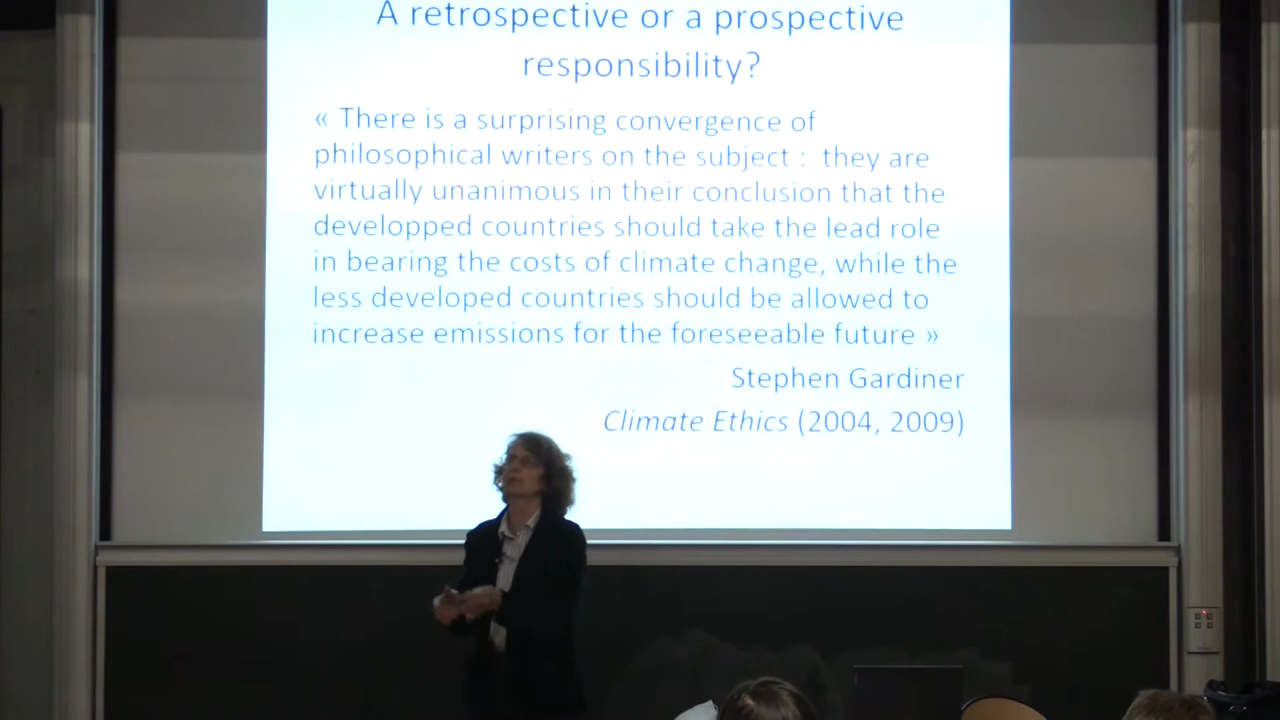 A retrospective or a prospective
responsibility?
« There is a surprising convergence of
philosophical writers on the subject : they are
virtually unanimous in their conclusion that the
developped countries should take the lead role
in bearing the costs of climate change, while the
less developed countries should be allowed to
increase emissions for the foreseeable future »
Stephen Gardiner
Climate Ethics (2004, 2009)